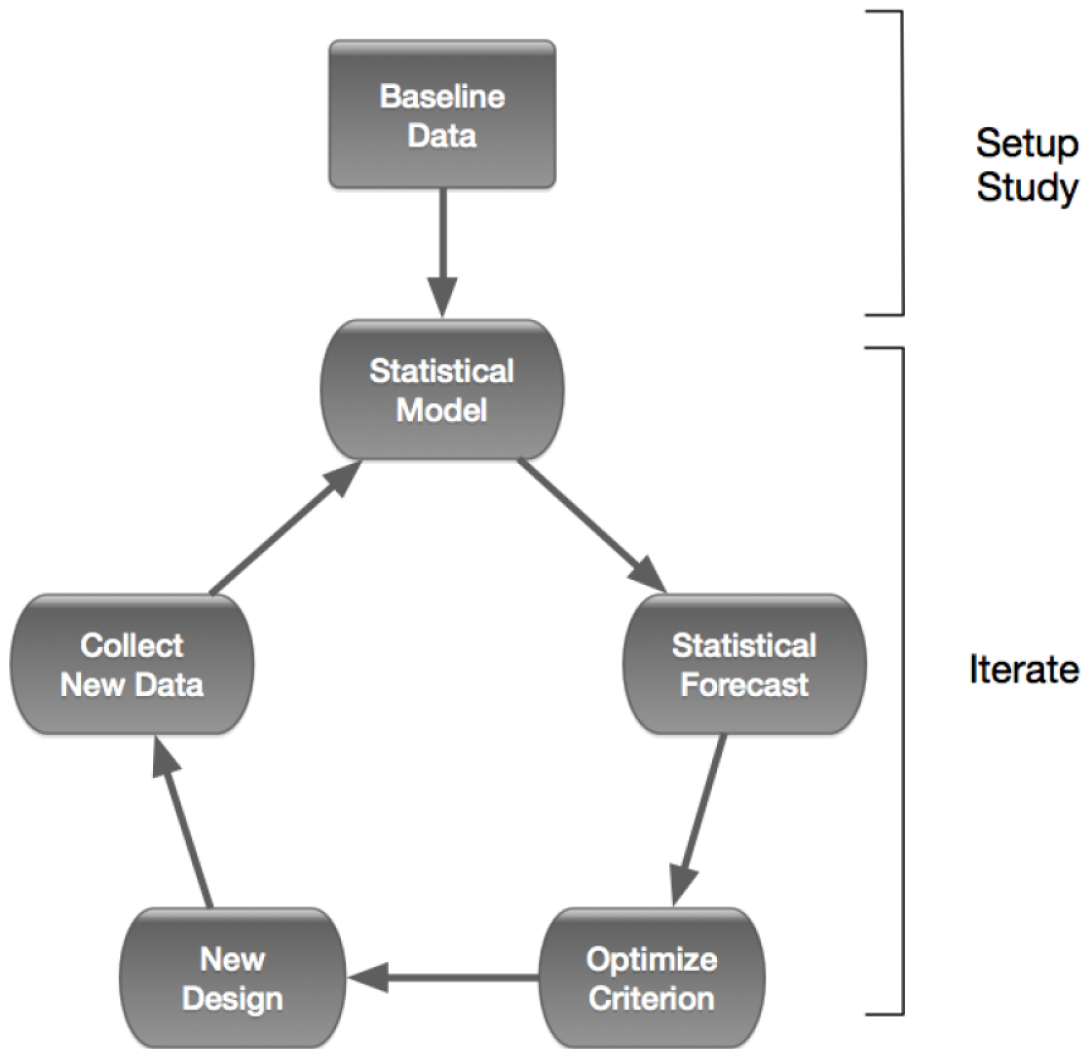 Baseline
Data
Setup
Study
Statistical
Model
Collect
New Data
Statistical
Forecast
Iterate
New
Design
Optimize
Criterion